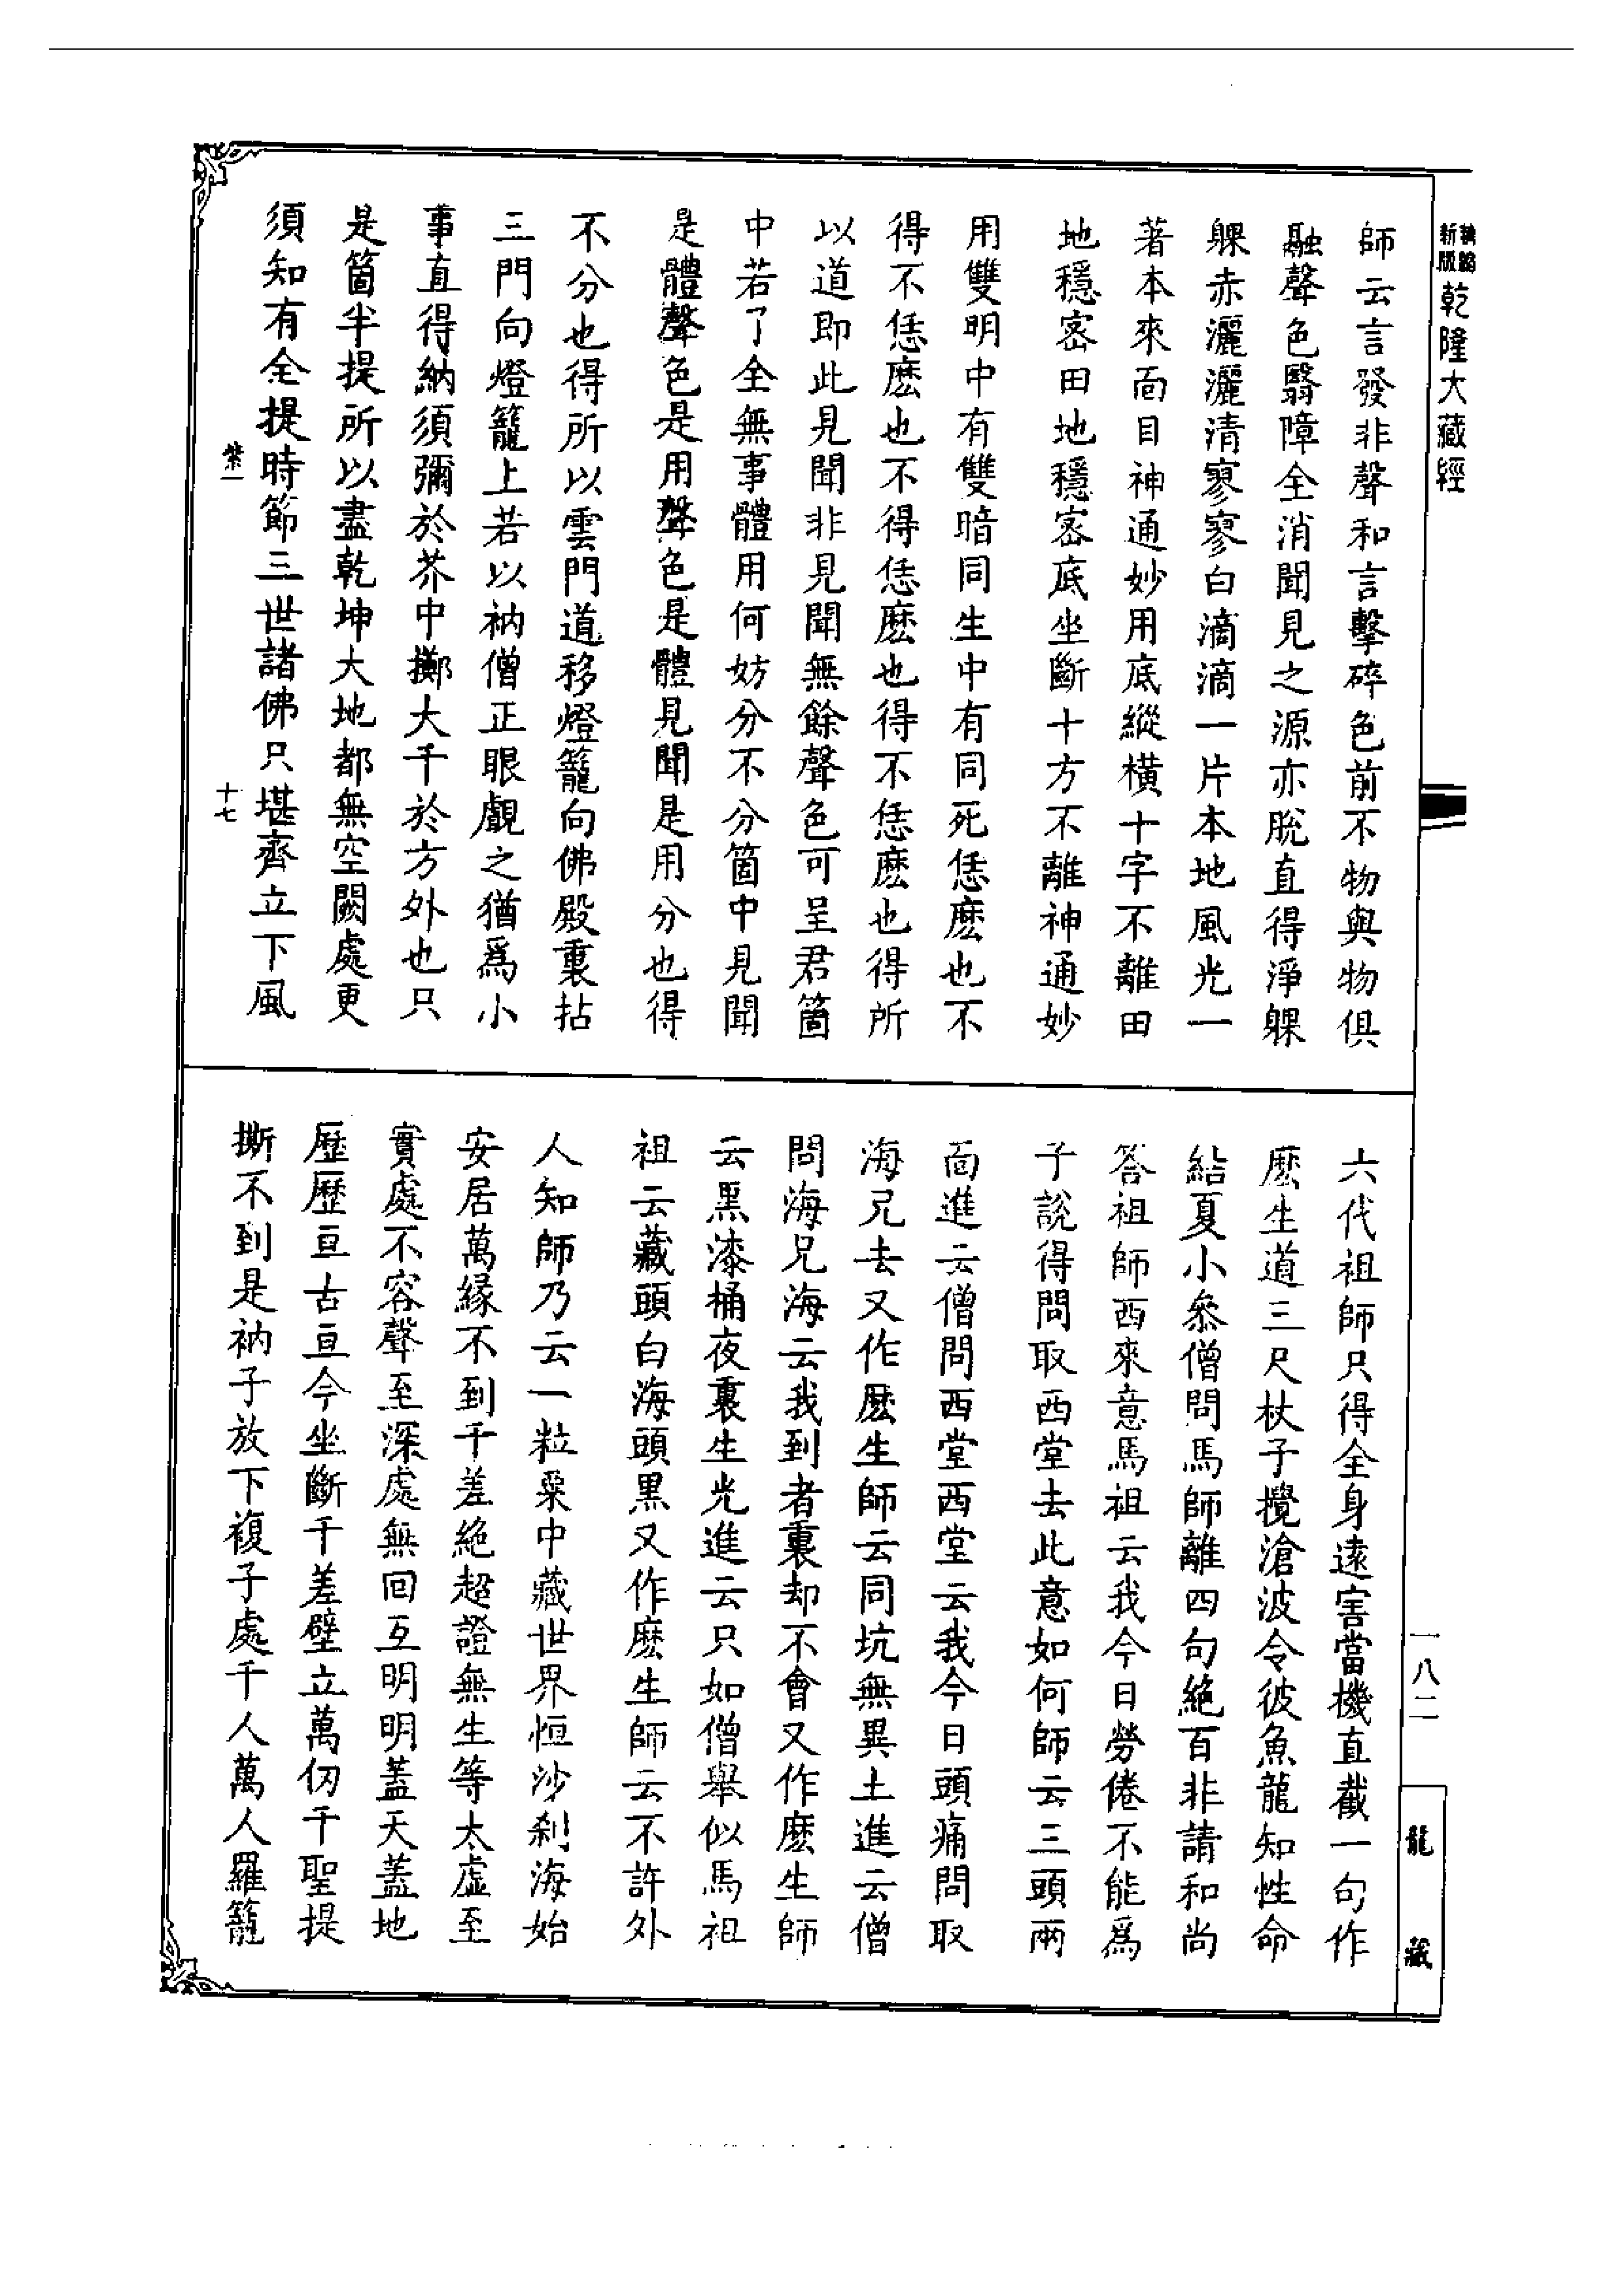 新版
乾隆大藏經
師云言發非聲和言擊碎色前不物與物俱
融聲色翳障全消聞見之源亦脫直得淨躶
躶赤灑灑清寥寥白滴滴一片本地風光一
著本來面目神通妙用底縱橫十字不離田
地穩密田地穩密底坐斷十方不離神通妙
用雙明中有雙暗同生中有同死恁麽也不
得不恁麽也不得恁麽也得不恁麽也得所
以道即此見聞非見聞無餘聲色可呈君箇
中若了全無事體用何妨分不分箇中見聞
是體聲色是用聲色是體見聞是用分也得
不分也得所以雲門道移燈籠向佛殿裏拈
三門向燈籠上若以衲僧正眼覷之猶爲小
事直得納須彌於芥中擲大千於方外也只
是箇半提所以盡乾坤大地都無空闕處更
須知有全提時節三世諸佛只堪齊立下風
紫一
十七
六代祖師只得全身遠害當機直截一句作
麽生道三尺杖子攪滄波令彼魚龍知性命
結夏小參僧問馬師離四句絕百非請和尚
答祖師西來意馬祖云我今日勞倦不能爲
子說得問取西堂去此意如何師云三頭兩
面進云僧問西堂西堂云我今日頭痛問取
海兄去又作麽生師云同坑無異土進云僧
問海兄海云我到者裏却不會又作麽生師
云黑漆桶夜裏生光進云只如僧舉似馬祖
祖云藏頭白海頭黑又作麽生師云不許外
人知師乃云一粒粟中藏世界恒沙剎海始
安居萬緣不到千差絕超證無生等太虛至
實處不容聲至深處無回互明明蓋天蓋地
歷歷亘古亘今坐斷千差壁立萬仞千聖提
撕不到是衲子放下複子處千人萬人羅籠
一八二
龍藏